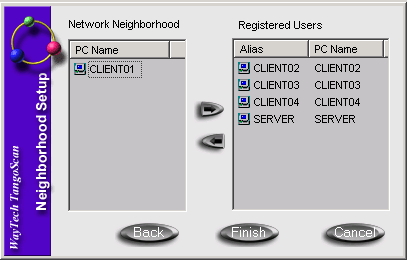 Network Neighborhood
Registered Users
PC Name
Alias PC Name
CLIENT01
CLIENT02 CLIENT02
CLIENT03 CLIENT03
CLIENT04 CLIENT04
SERVER SERVER
WayTech TangoScan
Neighborhood Setup
Back
Finish
Cancel